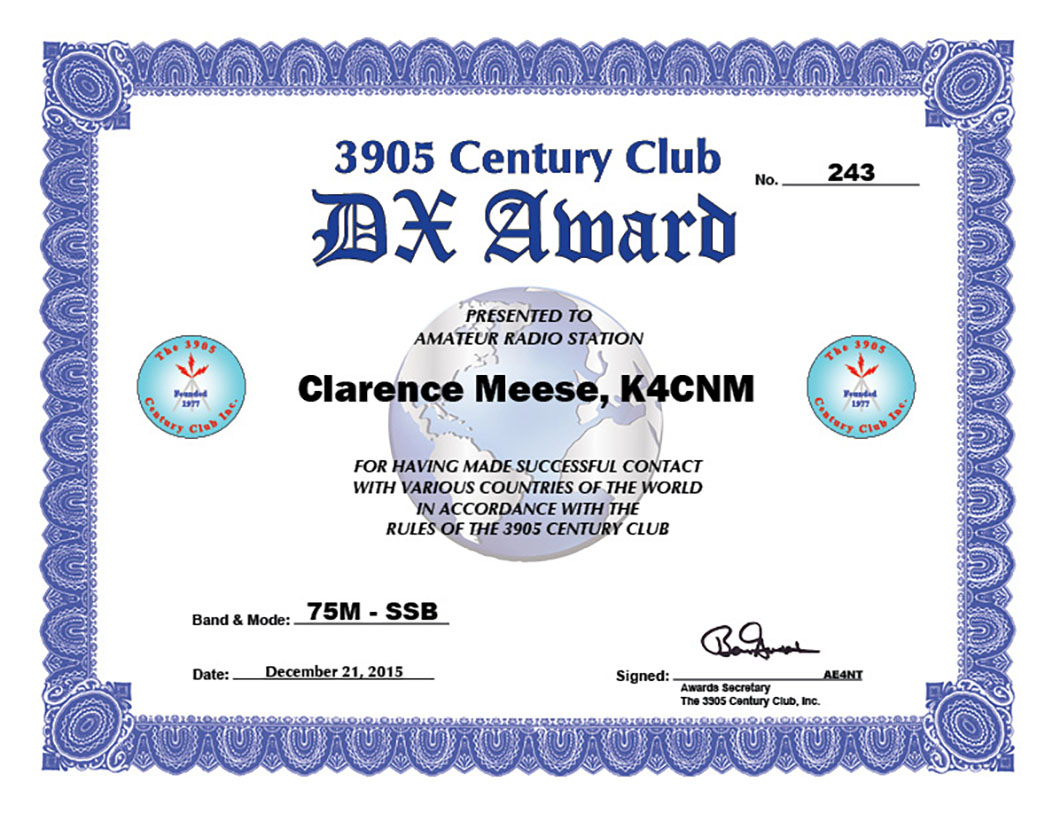 3905 Century Club
No. 243
DX Award
PRESENTED TO
AMATEUR RADIO STATION
The 3905
Founded
1977
Century Club Inc.
Clarence Meese, K4CNM
The 3905
Founded
1977
Century Club Inc.
FOR HAVING MADE SUCCESSFUL CONTACT
WITH VARIOUS COUNTRIES OF THE WORLD
IN ACCORDANCE WITH THE
RULES OF THE 3905 CENTURY CLUB
Band & Mode: 75M - SSB
Date: December 21, 2015
Signed: AE4NT
Awards Secretary
The 3905 Century Club, Inc.